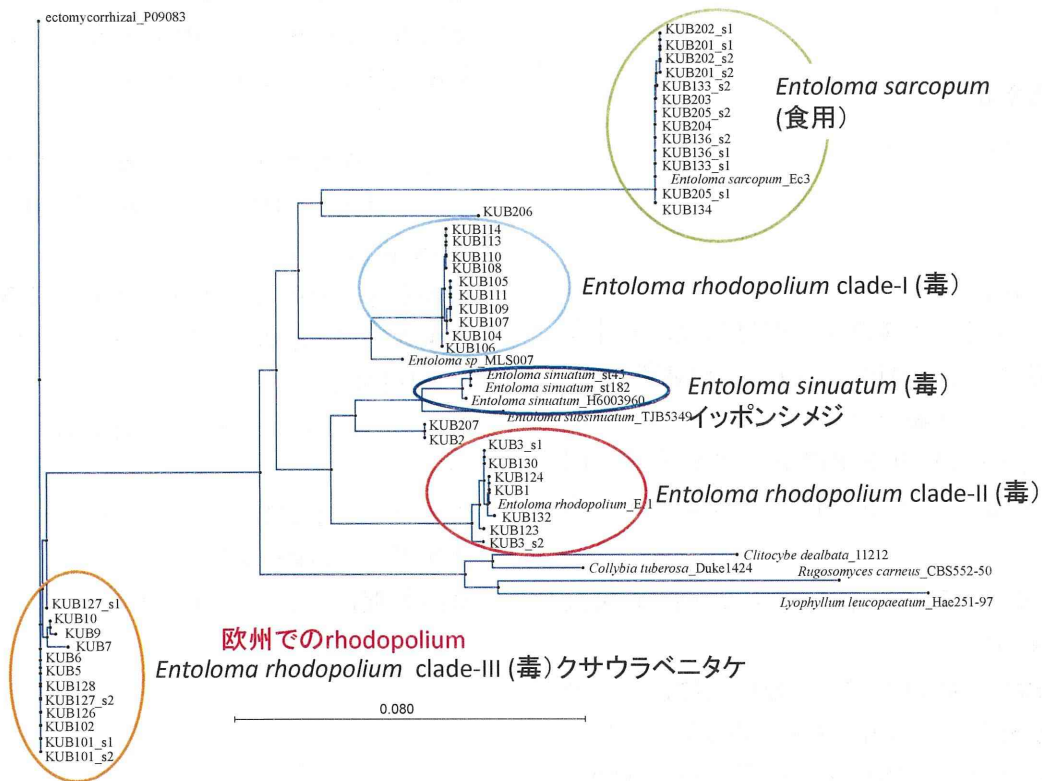 ectomycorrhizal_P09083
KUB202_s1
KUB201_s1
KUB202_s2
KUB201_s2
KUB133_s2
KUB203
KUB205_s2
KUB204
KUB136_s2
KUB136_s1
KUB133_s1
Entoloma sarcopum_Ec3
KUB205_s1
KUB134
Entoloma sarcopum
(食用)
KUB206
KUB114
KUB113
KUB110
KUB108
KUB105
KUB111
KUB109
KUB107
KUB104
KUB106
Entoloma sp_MLS007
Entoloma rhodopolium clade-I (毒)
Entoloma sinuatum_st45
Entoloma sinuatum_st182
Entoloma sinuatum_H6003960
Entoloma subsinuatum_TJB5349
Entoloma sinuatum (毒)
イッポンシメジ
KUB207
KUB2
KUB3_s1
KUB130
KUB124
KUB1
Entoloma rhodopolium_Er1
KUB132
KUB123
KUB3_s2
Entoloma rhodopolium clade-II (毒)
Clitocybe dealbata_11212
Collybia tuberosa_Duke1424
Rugosomyces carneus_CBS552-50
Lyophyllum leucopaeatum_Hae251-97
KUB127_s1
KUB10
KUB9
KUB7
KUB6
KUB5
KUB128
KUB127_s2
KUB126
KUB102
KUB101_s1
KUB101_s2
欧州でのrhodopolium
Entoloma rhodopolium clade-III (毒)クサウラベニタケ
0.080